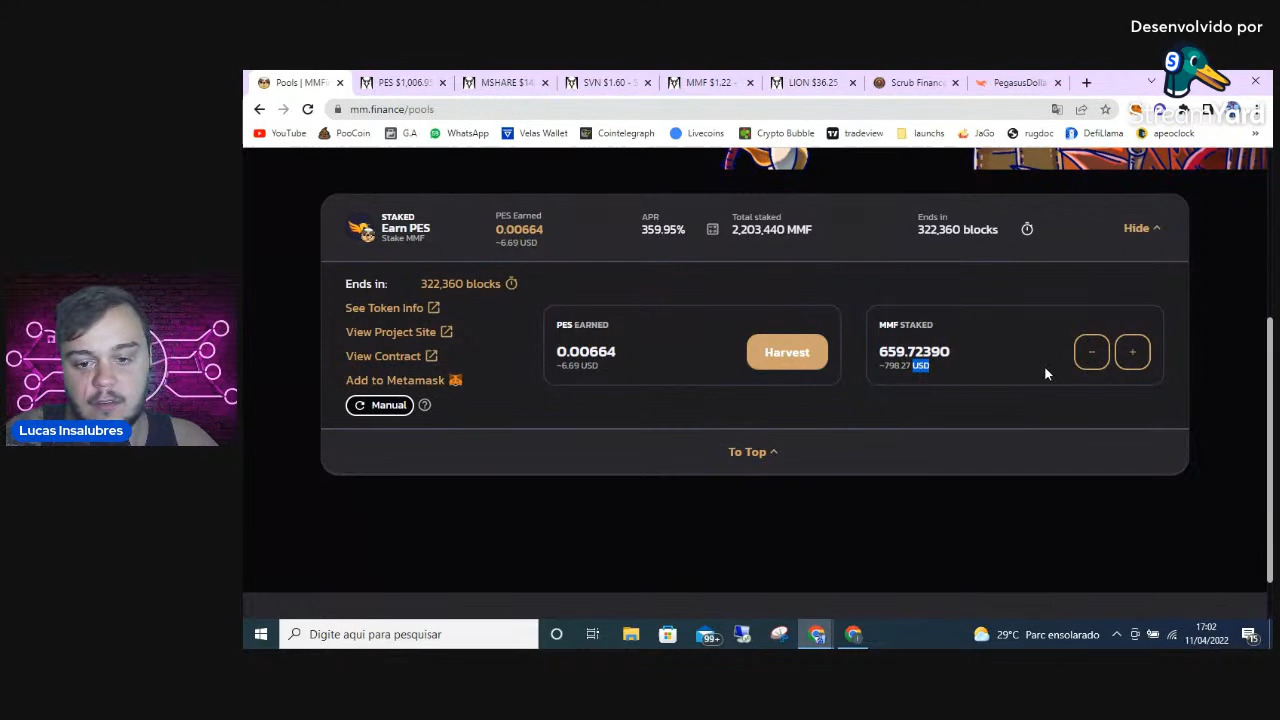 Desenvolvido por
S
StreamYard
Pools | MMFi
PES $1,006.9
MSHARE $14
SVN $1.60 - S
MMF $1.22 -
LION $36.25
Scrub Financ
PegasusDolla
mm.finance/pools
YouTube
PooCoin
G.A
WhatsApp
Velas Wallet
Cointelegraph
Livecoins
Crypto Bubble
tradeview
launchs
JaGo
rugdoc
DefiLlama
apeoclock
STAKED
Earn PES
Stake MMF
PES Earned
0.00664
~6.69 USD
APR
359.95%
Total staked
2,203,440 MMF
Ends in
322,360 blocks
Hide
Ends in:
322,360 blocks
See Token Info
View Project Site
View Contract
Add to Metamask
Manual
PES EARNED
0.00664
~6.69 USD
Harvest
MMF STAKED
659.72390
~798.27 USD
To Top
Lucas Insalubres
Digite aqui para pesquisar
99+
29°C Parc ensolarado
17:02
11/04/2022
15